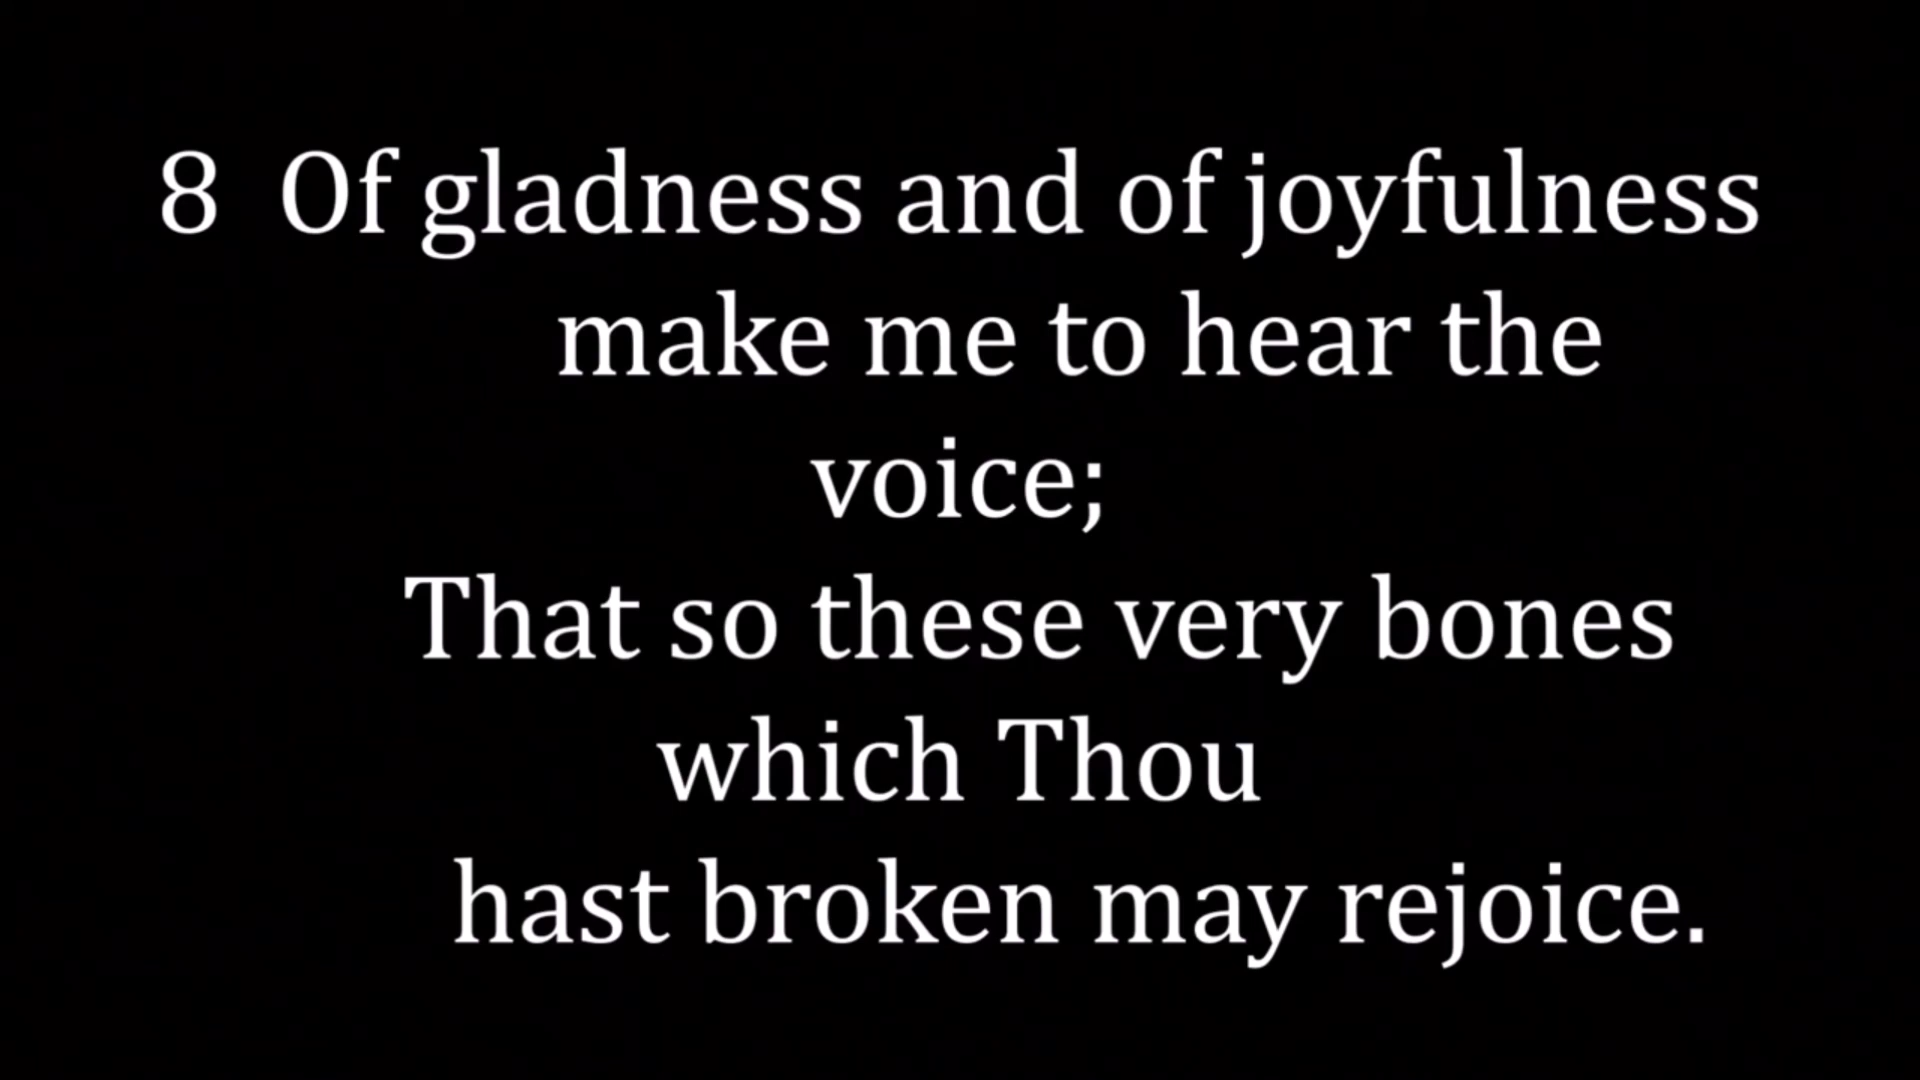 8 Of gladness and of joyfulness
make me to hear the
voice;
That so these very bones
which Thou
hast broken may rejoice.